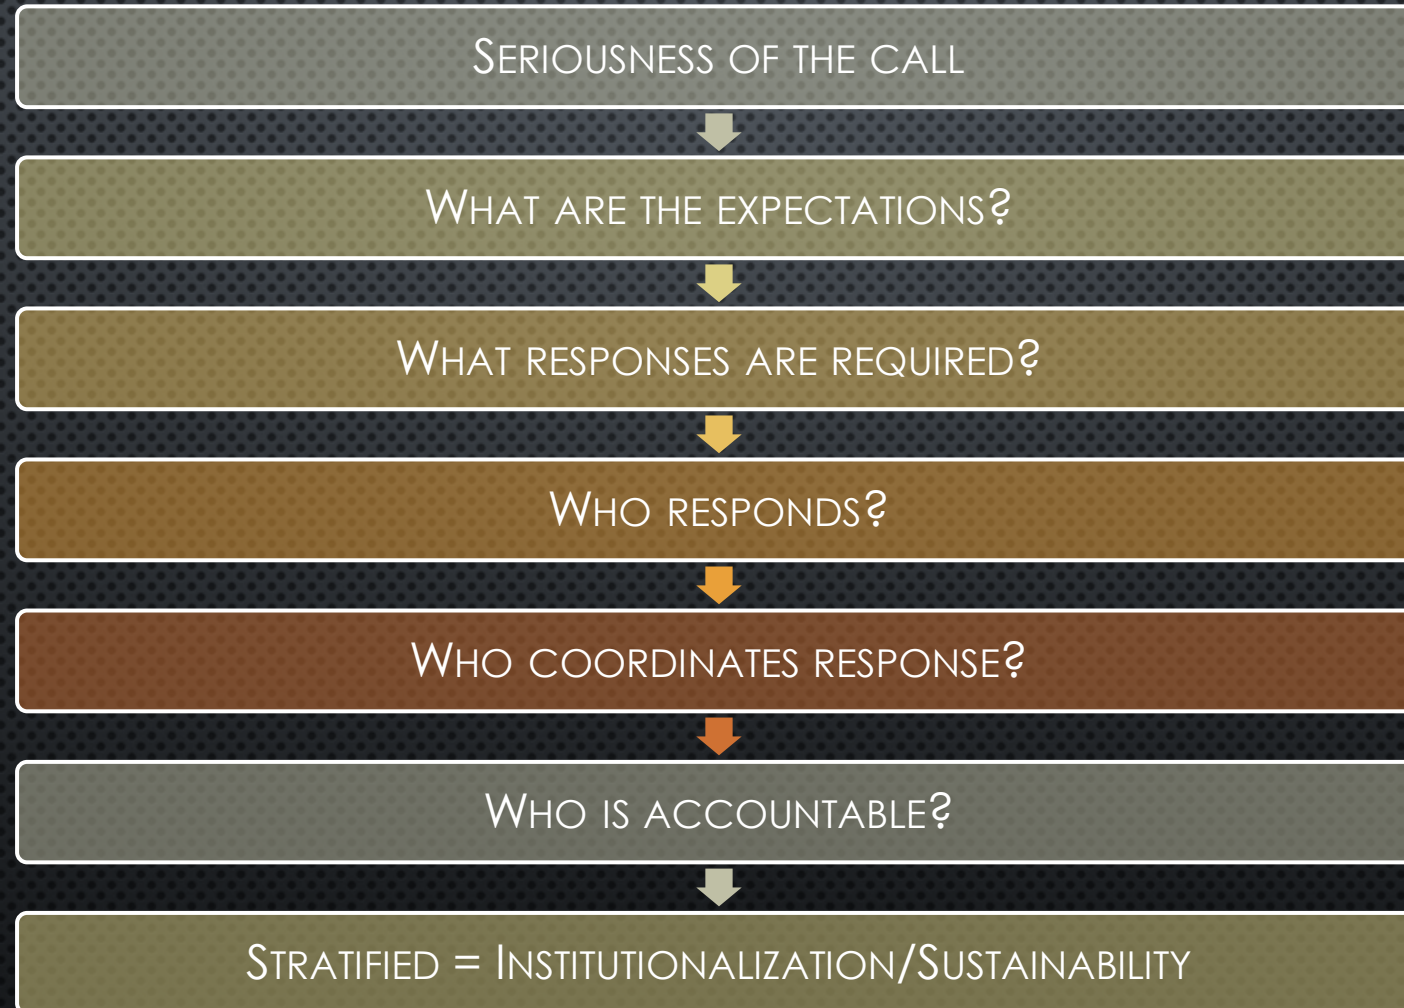 Seriousness of the call
What are the expectations?
What responses are required?
Who responds?
Who coordinates response?
Who is accountable?
Stratified = Institutionalization/Sustainability